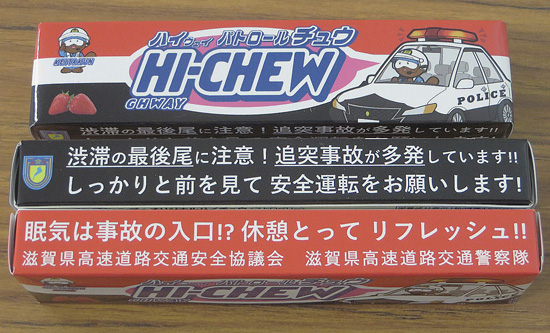 ハイウェイ パトロール チュウ
HI-CHEW
GHWAY
POLICE
渋滞の最後尾に注意！追突事故が多発しています!!
渋滞の最後尾に注意！追突事故が多発しています!!
しっかりと前を見て 安全運転をお願いします!
眠気は事故の入口!? 休憩とって リフレッシュ!!
滋賀県高速道路交通安全協議会　滋賀県高速道路交通警察隊
HI-CHEW